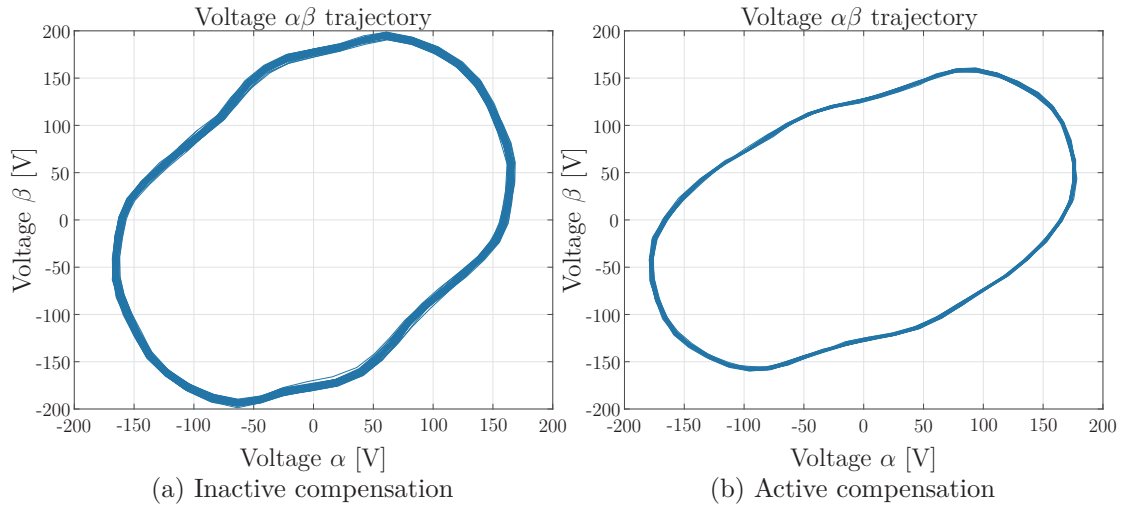 Voltage αβ trajectory
200
150
100
50
0
-50
-100
-150
-200
-200 -150 -100 -50 0 50 100 150 200
Voltage β [V]
Voltage α [V]
(a) Inactive compensation
Voltage αβ trajectory
200
150
100
50
0
-50
-100
-150
-200
-200 -150 -100 -50 0 50 100 150 200
Voltage β [V]
Voltage α [V]
(b) Active compensation